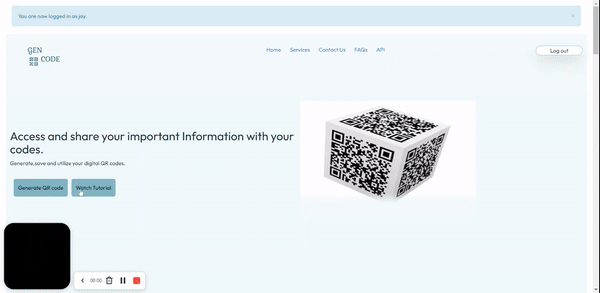 You are now logged in as joy.
×
GEN
CODE
Home Services Contact Us FAQs API
Log out
Access and share your important Information with your
codes.
Generate,save and utilize your digital QR codes.
Generate QR code Watch Tutorial
00:00